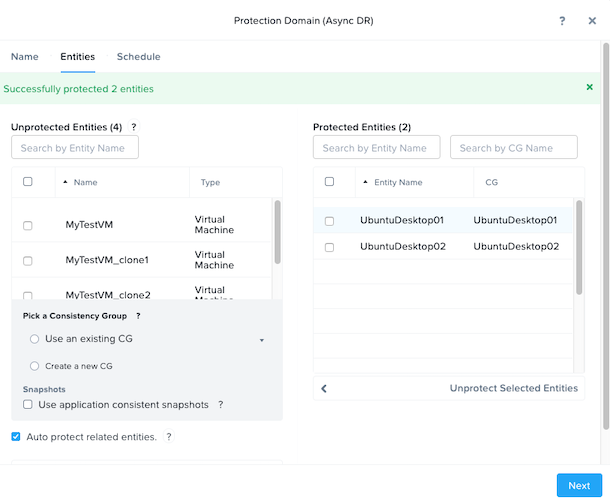 Protection Domain (Async DR)
? ×
Name Entities Schedule
Successfully protected 2 entities ×
Unprotected Entities (4) ?
Protected Entities (2)
Search by Entity Name
Search by Entity Name
Search by CG Name
Name Type
Entity Name CG
MyTestVM Virtual Machine
MyTestVM_clone1 Virtual Machine
MyTestVM_clone2 Virtual Machine
UbuntuDesktop01 UbuntuDesktop01
UbuntuDesktop02 UbuntuDesktop02
Pick a Consistency Group ?
Use an existing CG
Create a new CG
Snapshots
Use application consistent snapshots ?
Unprotect Selected Entities
Auto protect related entities. ?
Next